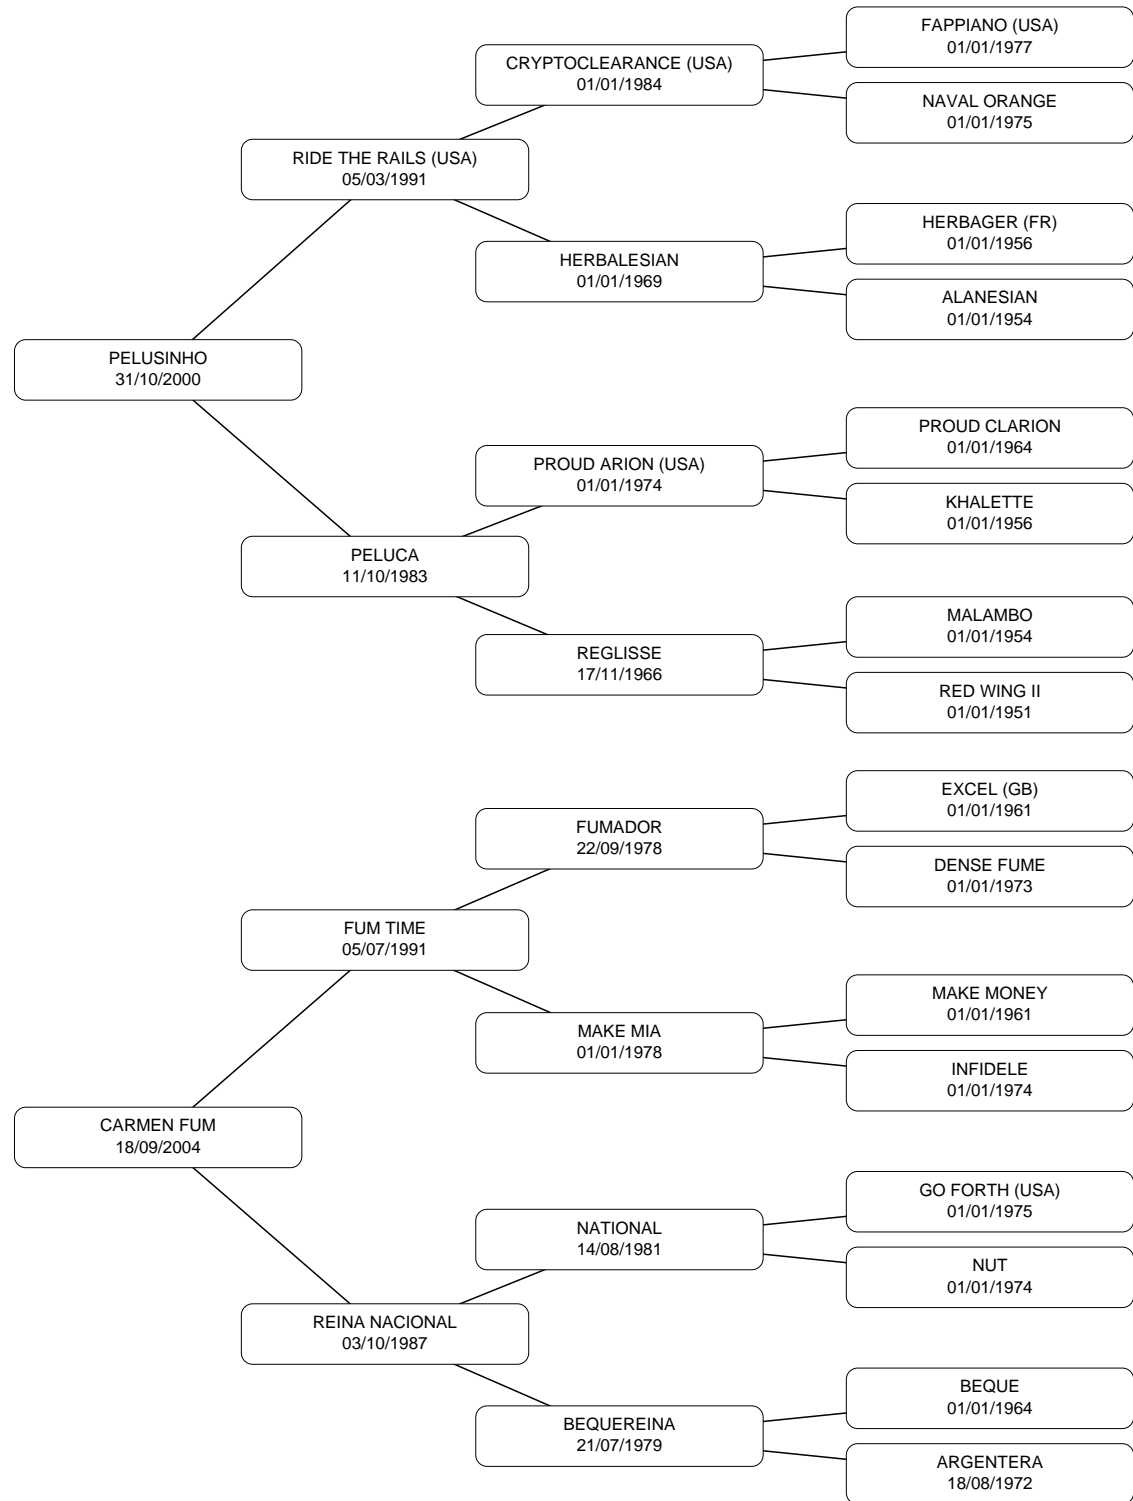 FAPPIANO (USA)
01/01/1977
CRYPTOCLEARANCE (USA)
01/01/1984
NAVAL ORANGE
01/01/1975
RIDE THE RAILS (USA)
05/03/1991
HERBAGER (FR)
01/01/1956
HERBALESIAN
01/01/1969
ALANESIAN
01/01/1954
PELUSINHO
31/10/2000
PROUD CLARION
01/01/1964
PROUD ARION (USA)
01/01/1974
KHALETTE
01/01/1956
PELUCA
11/10/1983
MALAMBO
01/01/1954
REGLISSE
17/11/1966
RED WING II
01/01/1951
EXCEL (GB)
01/01/1961
FUMADOR
22/09/1978
DENSE FUME
01/01/1973
FUM TIME
05/07/1991
MAKE MONEY
01/01/1961
MAKE MIA
01/01/1978
INFIDELE
01/01/1974
CARMEN FUM
18/09/2004
GO FORTH (USA)
01/01/1975
NATIONAL
14/08/1981
NUT
01/01/1974
REINA NACIONAL
03/10/1987
BEQUE
01/01/1964
BEQUEREINA
21/07/1979
ARGENTERA
18/08/1972